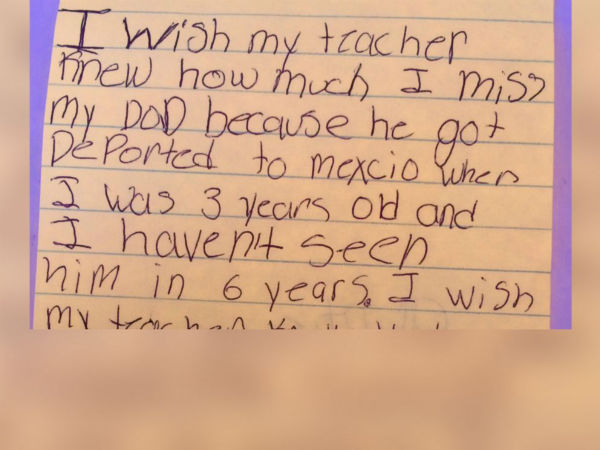 I wish my teacher
knew how much I miss
my DaD because he got
DePorted to mexcio when
I was 3 years old and
I haven't seen
him in 6 years. I wish
my